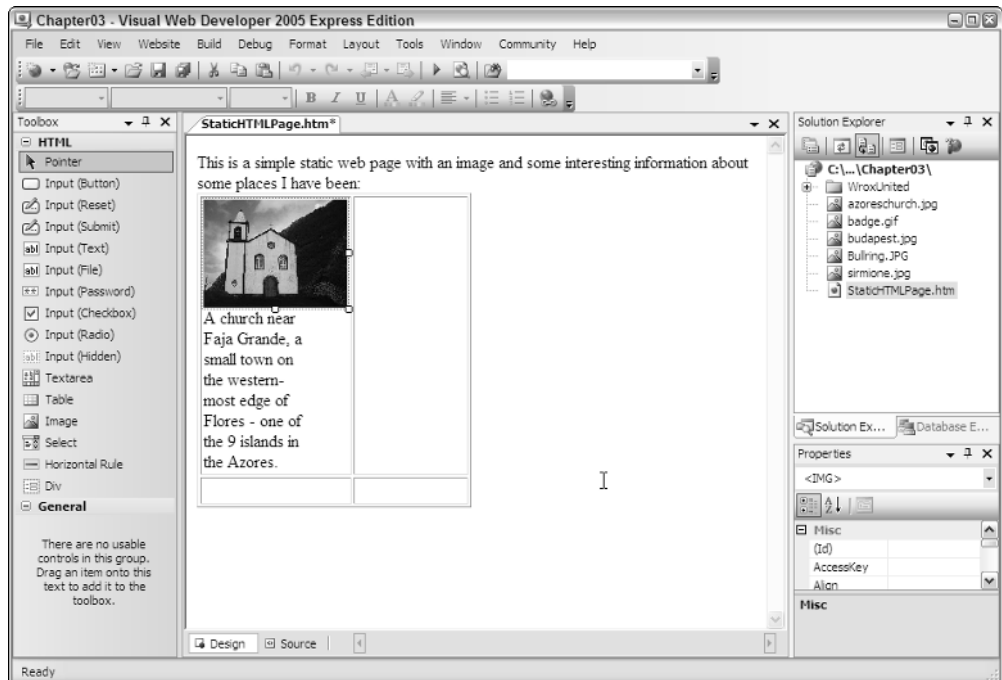 Chapter03 - Visual Web Developer 2005 Express Edition
File Edit View Website Build Debug Format Layout Tools Window Community Help
B I U A
Toolbox
HTML
Pointer
Input (Button)
Input (Reset)
Input (Submit)
abl Input (Text)
abl Input (File)
Input (Password)
Input (Checkbox)
Input (Radio)
abl Input (Hidden)
Textarea
Table
Image
Select
Horizontal Rule
Div
General
There are no usable
controls in this group.
Drag an item onto this
text to add it to the
toolbox.
StaticHTMLPage.htm*
This is a simple static web page with an image and some interesting information about
some places I have been:
A church near
Faja Grande, a
small town on
the western-
most edge of
Flores - one of
the 9 islands in
the Azores.
Design Source
Solution Explorer
C:\...\Chapter03\
WroxUnited
azoreschurch.jpg
badge.gif
budapest.jpg
Bullring.JPG
sirmione.jpg
StaticHTMLPage.htm
Solution Ex... Database E...
Properties
<IMG>
Misc
(Id)
AccessKey
Align
Misc
Ready